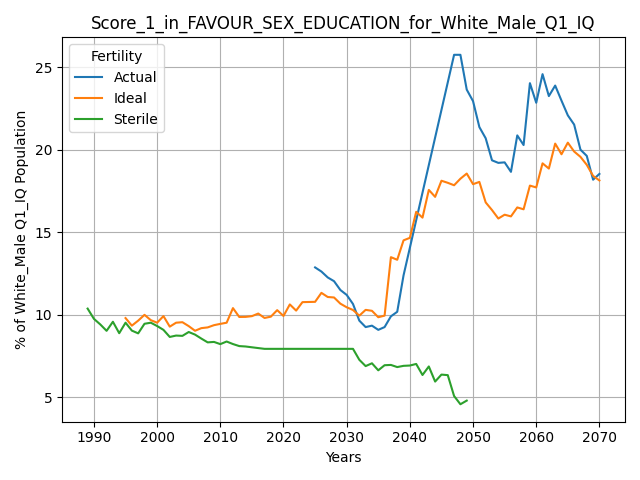 Score_1_in_FAVOUR_SEX_EDUCATION_for_White_Male_Q1_IQ
Fertility
Actual
Ideal
Sterile
% of White_Male Q1_IQ Population
25
20
15
10
5
1990 2000 2010 2020 2030 2040 2050 2060 2070
Years